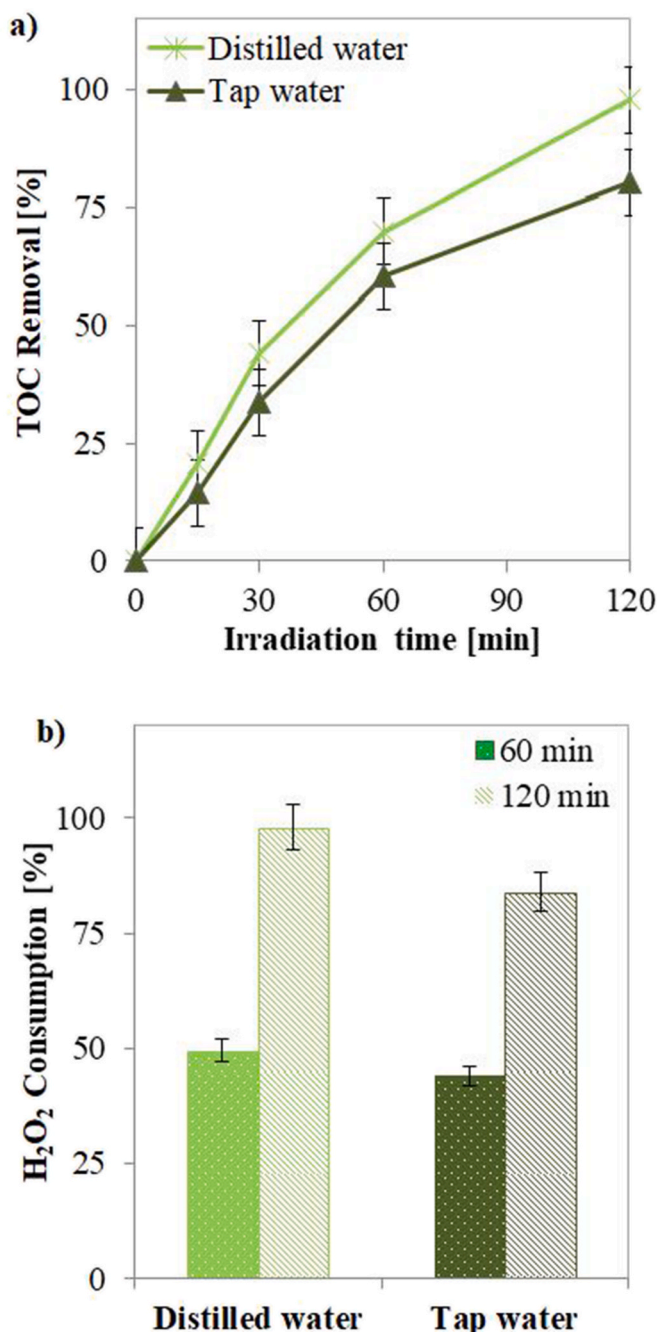 a)
Distilled water
Tap water
TOC Removal [%]
100
75
50
25
0
0 30 60 90 120
Irradiation time [min]
b)
60 min
120 min
H₂O₂ Consumption [%]
100
75
50
25
0
Distilled water Tap water